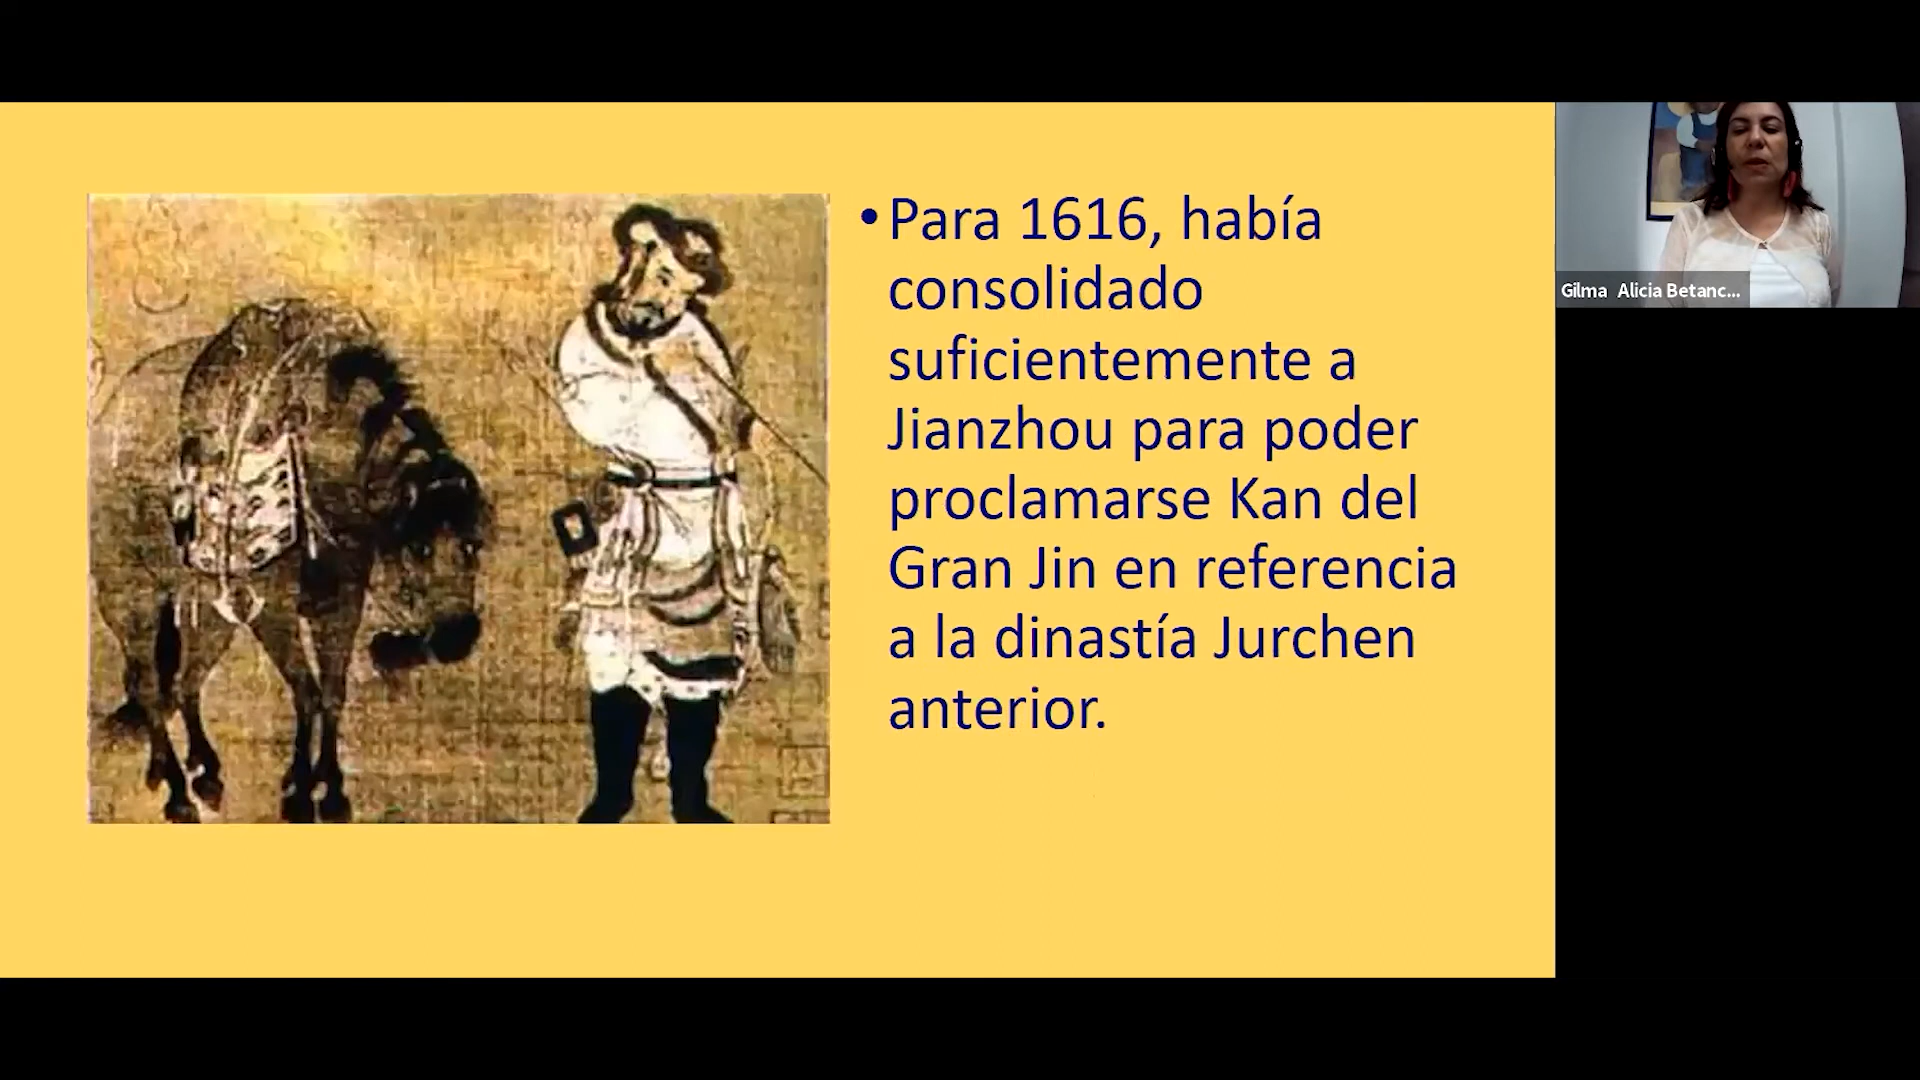 • Para 1616, había
consolidado
suficientemente a
Jianzhou para poder
proclamarse Kan del
Gran Jin en referencia
a la dinastía Jurchen
anterior.
Gilma Alicia Betanc...